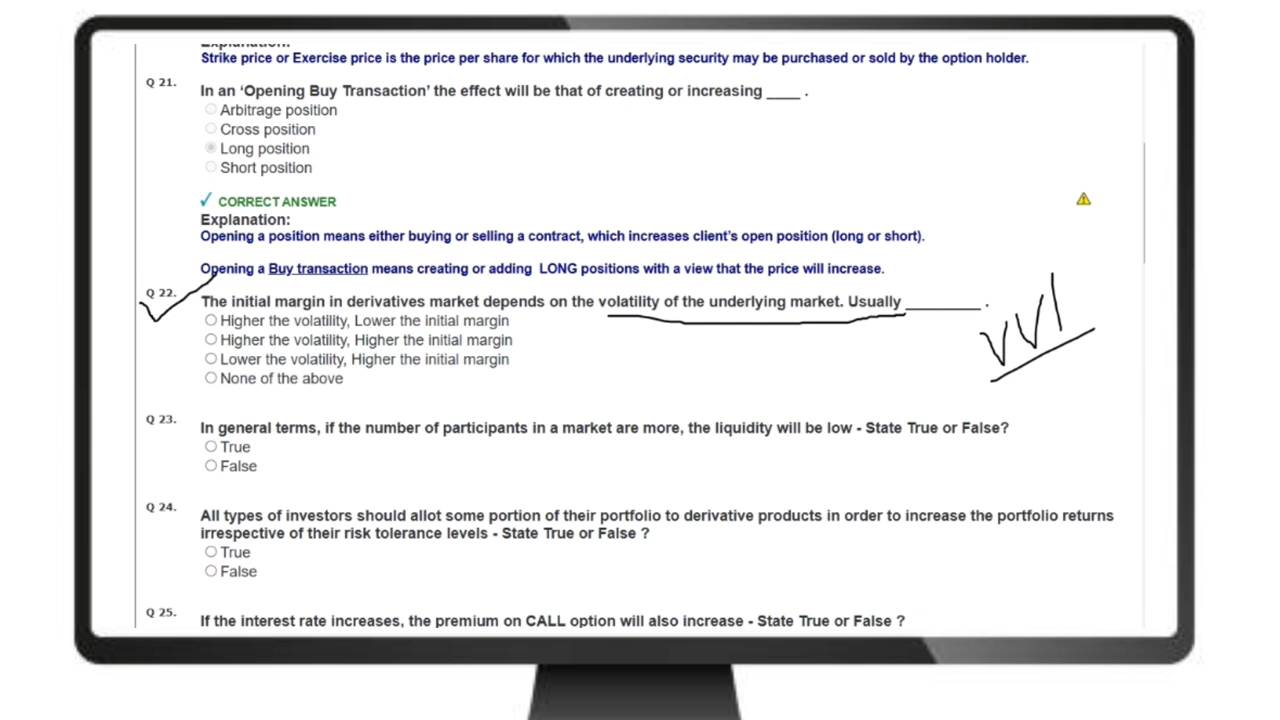 Explanation:
Strike price or Exercise price is the price per share for which the underlying security may be purchased or sold by the option holder.
Q 21.
In an ‘Opening Buy Transaction’ the effect will be that of creating or increasing ____ .
Arbitrage position
Cross position
Long position
Short position
✓ CORRECT ANSWER
Explanation:
Opening a position means either buying or selling a contract, which increases client’s open position (long or short).
Opening a Buy transaction means creating or adding LONG positions with a view that the price will increase.
Q 22.
The initial margin in derivatives market depends on the volatility of the underlying market. Usually _________ .
Higher the volatility, Lower the initial margin
Higher the volatility, Higher the initial margin
Lower the volatility, Higher the initial margin
None of the above
VVI
Q 23.
In general terms, if the number of participants in a market are more, the liquidity will be low - State True or False?
True
False
Q 24.
All types of investors should allot some portion of their portfolio to derivative products in order to increase the portfolio returns
irrespective of their risk tolerance levels - State True or False ?
True
False
Q 25.
If the interest rate increases, the premium on CALL option will also increase - State True or False ?